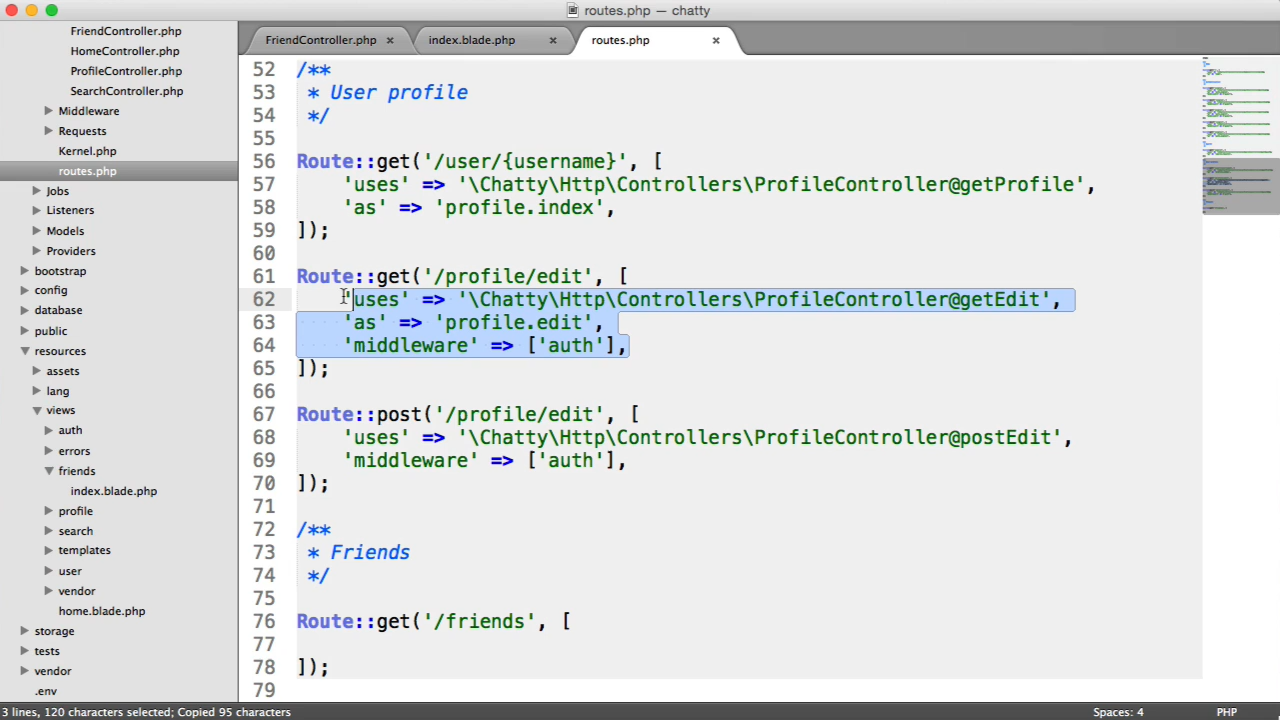 routes.php — chatty
FriendController.php
HomeController.php
ProfileController.php
SearchController.php
Middleware
Requests
Kernel.php
routes.php
Jobs
Listeners
Models
Providers
bootstrap
config
database
public
resources
assets
lang
views
auth
errors
friends
index.blade.php
profile
search
templates
user
vendor
home.blade.php
storage
tests
vendor
.env
FriendController.php × index.blade.php × routes.php ×
52 /**
53  * User profile
54  */
55
56 Route::get('/user/{username}', [
57     'uses' => '\Chatty\Http\Controllers\ProfileController@getProfile',
58     'as' => 'profile.index',
59 ]);
60
61 Route::get('/profile/edit', [
62     'uses' => '\Chatty\Http\Controllers\ProfileController@getEdit',
63     'as' => 'profile.edit',
64     'middleware' => ['auth'],
65 ]);
66
67 Route::post('/profile/edit', [
68     'uses' => '\Chatty\Http\Controllers\ProfileController@postEdit',
69     'middleware' => ['auth'],
70 ]);
71
72 /**
73  * Friends
74  */
75
76 Route::get('/friends', [
77
78 ]);
79
3 lines, 120 characters selected; Copied 95 characters Spaces: 4 PHP